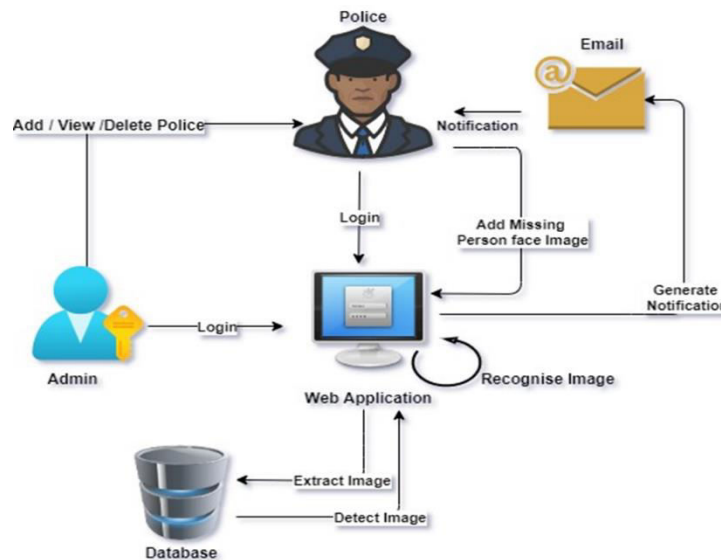 Police
Email
Add / View /Delete Police
Notification
Login
Add Missing
Person face Image
Generate
Notification
Login
Admin
Recognise Image
Web Application
Extract Image
Detect Image
Database